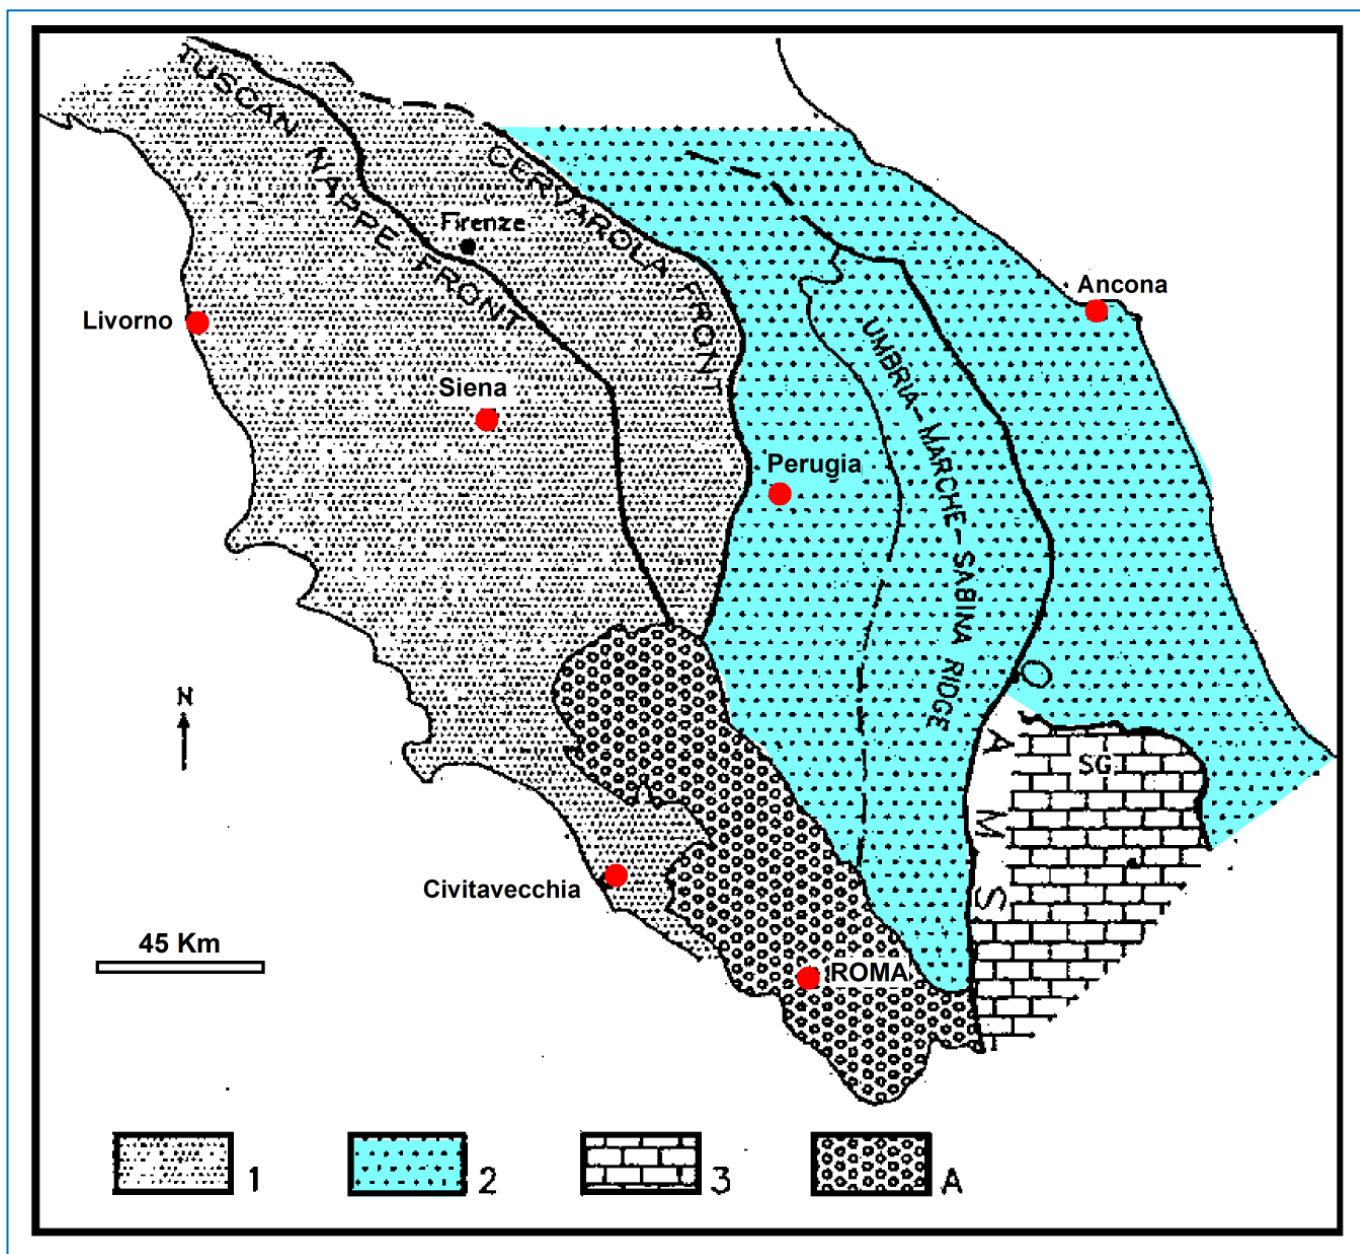 TUSCAN NAPPE FRONT
CERVAROLA FRONT
Firenze
Ancona
Livorno
UMBRIA-MARCHE-SABINA RIDGE
Siena
Perugia
O A M S
N
SG
Civitavecchia
45 Km
ROMA
1
2
3
A